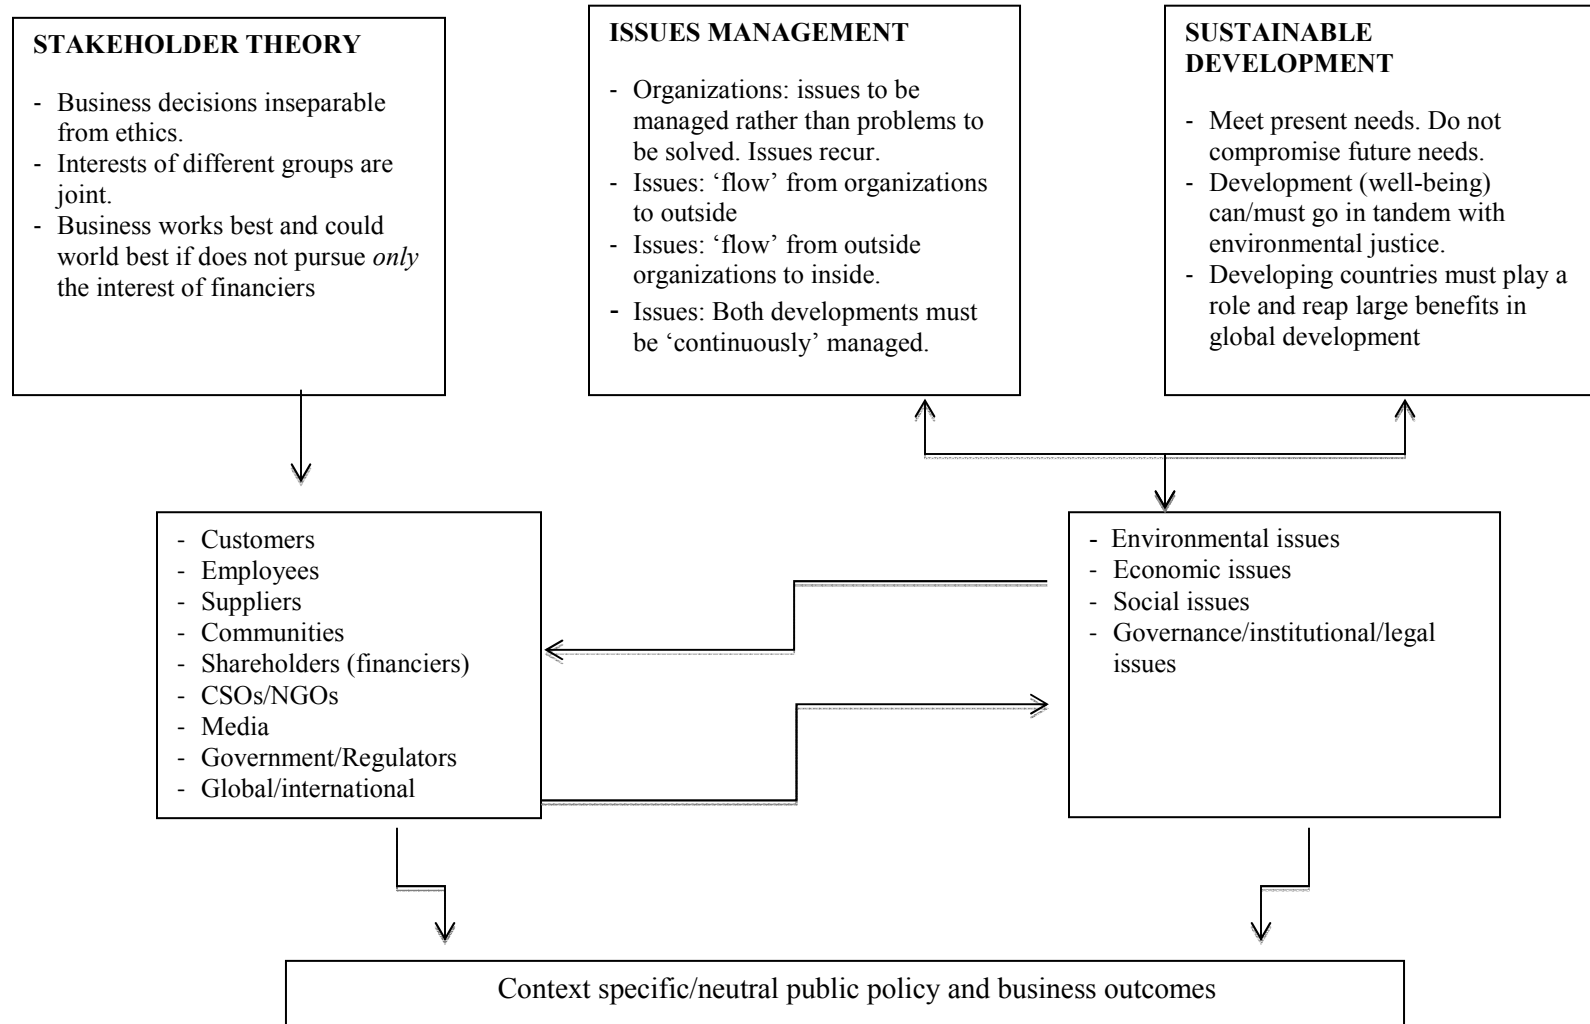 STAKEHOLDER THEORY
- Business decisions inseparable
from ethics.
- Interests of different groups are
joint.
- Business works best and could
world best if does not pursue only
the interest of financiers
ISSUES MANAGEMENT
- Organizations: issues to be
managed rather than problems to
be solved. Issues recur.
- Issues: ‘flow’ from organizations
to outside
- Issues: ‘flow’ from outside
organizations to inside.
- Issues: Both developments must
be ‘continuously’ managed.
SUSTAINABLE
DEVELOPMENT
- Meet present needs. Do not
compromise future needs.
- Development (well-being)
can/must go in tandem with
environmental justice.
- Developing countries must play a
role and reap large benefits in
global development
- Customers
- Employees
- Suppliers
- Communities
- Shareholders (financiers)
- CSOs/NGOs
- Media
- Government/Regulators
- Global/international
- Environmental issues
- Economic issues
- Social issues
- Governance/institutional/legal
issues
Context specific/neutral public policy and business outcomes